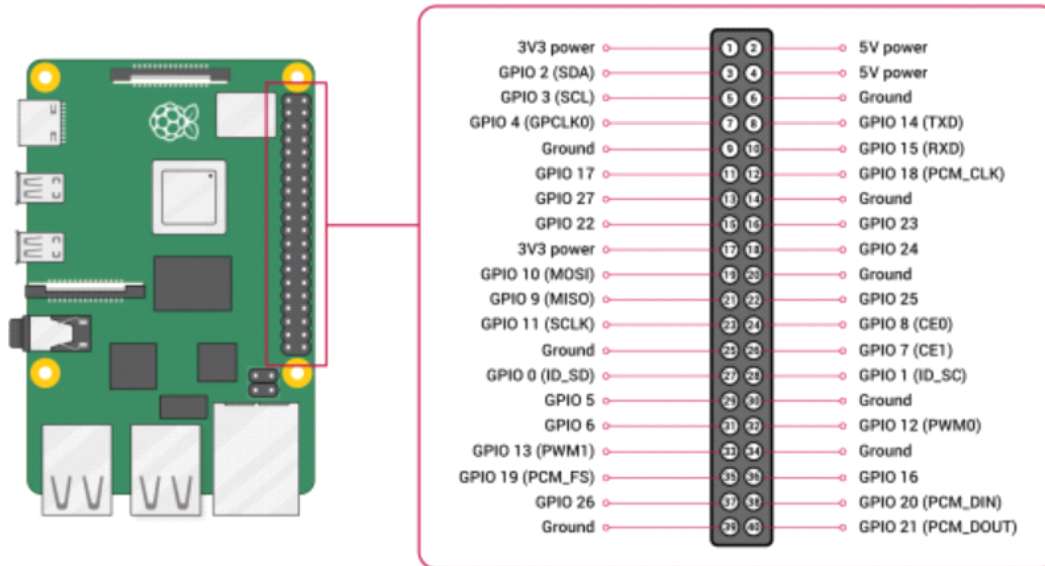 3V3 power 1 2 5V power
GPIO 2 (SDA) 3 4 5V power
GPIO 3 (SCL) 5 6 Ground
GPIO 4 (GPCLK0) 7 8 GPIO 14 (TXD)
Ground 9 10 GPIO 15 (RXD)
GPIO 17 11 12 GPIO 18 (PCM_CLK)
GPIO 27 13 14 Ground
GPIO 22 15 16 GPIO 23
3V3 power 17 18 GPIO 24
GPIO 10 (MOSI) 19 20 Ground
GPIO 9 (MISO) 21 22 GPIO 25
GPIO 11 (SCLK) 23 24 GPIO 8 (CE0)
Ground 25 26 GPIO 7 (CE1)
GPIO 0 (ID_SD) 27 28 GPIO 1 (ID_SC)
GPIO 5 29 30 Ground
GPIO 6 31 32 GPIO 12 (PWM0)
GPIO 13 (PWM1) 33 34 Ground
GPIO 19 (PCM_FS) 35 36 GPIO 16
GPIO 26 37 38 GPIO 20 (PCM_DIN)
Ground 39 40 GPIO 21 (PCM_DOUT)